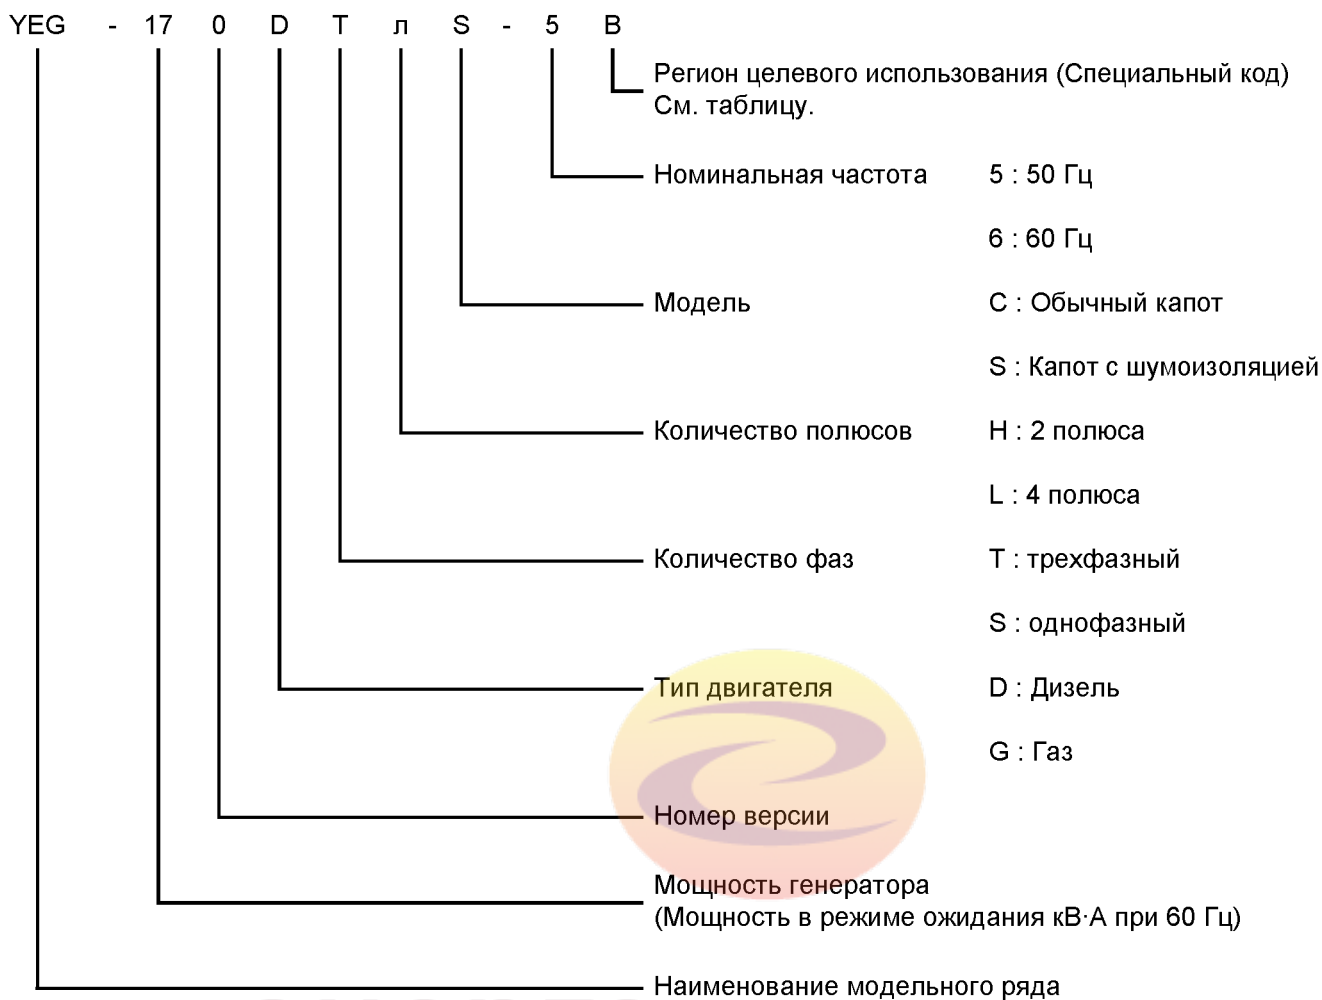 YEG - 17 0 D T л S - 5 B
Регион целевого использования (Специальный код)
См. таблицу.
Номинальная частота 5 : 50 Гц
6 : 60 Гц
Модель C : Обычный капот
S : Капот с шумоизоляцией
Количество полюсов H : 2 полюса
L : 4 полюса
Количество фаз T : трехфазный
S : однофазный
Тип двигателя D : Дизель
G : Газ
Номер версии
Мощность генератора
(Мощность в режиме ожидания кВ·А при 60 Гц)
Наименование модельного ряда